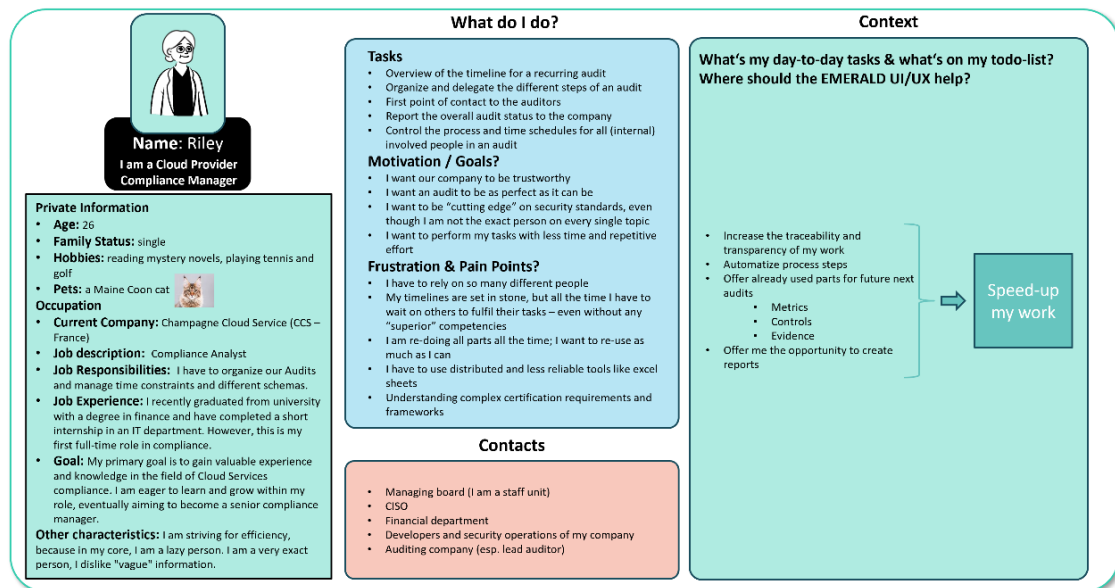 Name: Riley
I am a Cloud Provider
Compliance Manager
Private Information
• Age: 26
• Family Status: single
• Hobbies: reading mystery novels, playing tennis and
golf
• Pets: a Maine Coon cat
Occupation
• Current Company: Champagne Cloud Service (CCS –
France)
• Job description: Compliance Analyst
• Job Responsibilities: I have to organize our Audits
and manage time constraints and different schemas.
• Job Experience: I recently graduated from university
with a degree in finance and have completed a short
internship in an IT department. However, this is my
first full-time role in compliance.
• Goal: My primary goal is to gain valuable experience
and knowledge in the field of Cloud Services
compliance. I am eager to learn and grow within my
role, eventually aiming to become a senior compliance
manager.
Other characteristics: I am striving for efficiency,
because in my core, I am a lazy person. I am a very exact
person, I dislike "vague" information.
What do I do?
Tasks
• Overview of the timeline for a recurring audit
• Organize and delegate the different steps of an audit
• First point of contact to the auditors
• Report the overall audit status to the company
• Control the process and time schedules for all (internal)
involved people in an audit
Motivation / Goals?
• I want our company to be trustworthy
• I want an audit to be as perfect as it can be
• I want to be “cutting edge” on security standards, even
though I am not the exact person on every single topic
• I want to perform my tasks with less time and repetitive
effort
Frustration & Pain Points?
• I have to rely on so many different people
• My timelines are set in stone, but all the time I have to
wait on others to fulfil their tasks – even without any
“superior” competencies
• I am re-doing all parts all the time; I want to re-use as
much as I can
• I have to use distributed and less reliable tools like excel
sheets
• Understanding complex certification requirements and
frameworks
Contacts
• Managing board (I am a staff unit)
• CISO
• Financial department
• Developers and security operations of my company
• Auditing company (esp. lead auditor)
Context
What‘s my day-to-day tasks & what‘s on my todo-list?
Where should the EMERALD UI/UX help?
• Increase the traceability and
transparency of my work
• Automatize process steps
• Offer already used parts for future next
audits
• Metrics
• Controls
• Evidence
• Offer me the opportunity to create
reports
Speed-up
my work